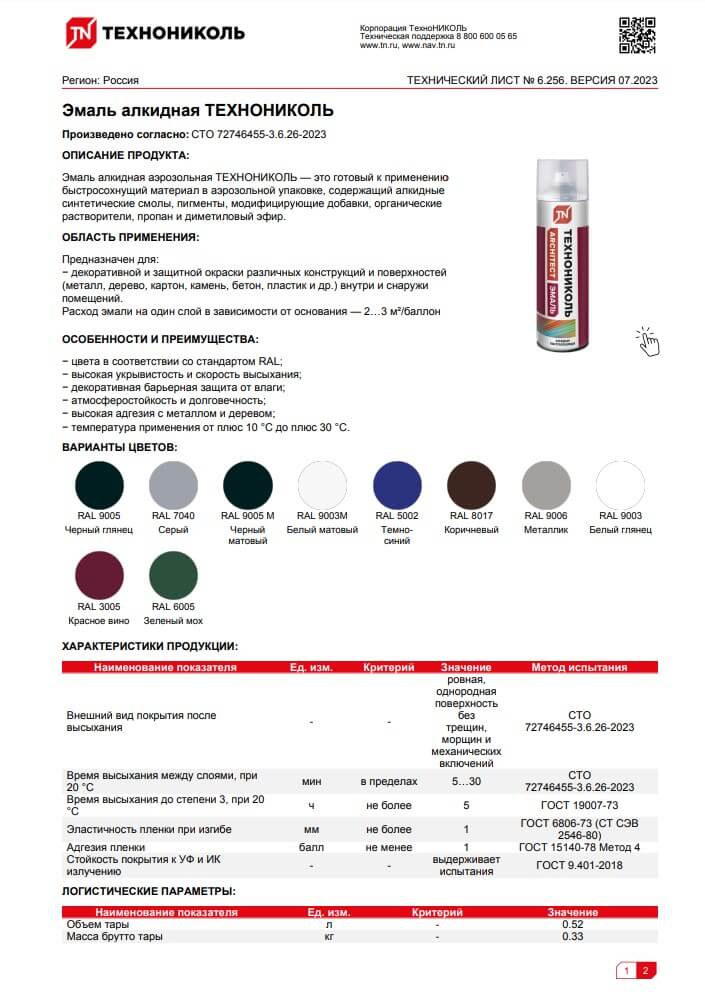 ТЕХНОНИКОЛЬ
Корпорация ТехноНИКОЛЬ
Техническая поддержка 8 800 600 05 65
www.tn.ru, www.nav.tn.ru
Регион: Россия
ТЕХНИЧЕСКИЙ ЛИСТ № 6.256. ВЕРСИЯ 07.2023
Эмаль алкидная ТЕХНОНИКОЛЬ
Произведено согласно: СТО 72746455-3.6.26-2023
ОПИСАНИЕ ПРОДУКТА:
Эмаль алкидная аэрозольная ТЕХНОНИКОЛЬ — это готовый к применению
быстросохнущий материал в аэрозольной упаковке, содержащий алкидные
синтетические смолы, пигменты, модифицирующие добавки, органические
растворители, пропан и диметиловый эфир.
ОБЛАСТЬ ПРИМЕНЕНИЯ:
Предназначен для:
− декоративной и защитной окраски различных конструкций и поверхностей
(металл, дерево, картон, камень, бетон, пластик и др.) внутри и снаружи
помещений.
Расход эмали на один слой в зависимости от основания — 2…3 м²/баллон
ТЕХНОНИКОЛЬ
ARCHITECT
ЭМАЛЬ
ОСОБЕННОСТИ И ПРЕИМУЩЕСТВА:
− цвета в соответствии со стандартом RAL;
− высокая укрывистость и скорость высыхания;
− декоративная барьерная защита от влаги;
− атмосферостойкость и долговечность;
− высокая адгезия с металлом и деревом;
− температура применения от плюс 10 °С до плюс 30 °С.
ВАРИАНТЫ ЦВЕТОВ:
RAL 9005 RAL 7040 RAL 9005 M RAL 9003M RAL 5002 RAL 8017 RAL 9006 RAL 9003
Черный глянец Серый Черный Белый матовый Темно- Коричневый Металлик Белый глянец
матовый синий
RAL 3005 RAL 6005
Красное вино Зеленый мох
ХАРАКТЕРИСТИКИ ПРОДУКЦИИ:
Наименование показателя Ед. изм. Критерий Значение Метод испытания
ровная,
однородная
поверхность
Внешний вид покрытия после без СТО
высыхания - - трещин, 72746455-3.6.26-2023
морщин и
механических
включений
Время высыхания между слоями, при мин в пределах 5…30 СТО
20 °С 72746455-3.6.26-2023
Время высыхания до степени 3, при 20 ч не более 5 ГОСТ 19007-73
°С
Эластичность пленки при изгибе мм не более 1 ГОСТ 6806-73 (СТ СЭВ
2546-80)
Адгезия пленки балл не менее 1 ГОСТ 15140-78 Метод 4
Стойкость покрытия к УФ и ИК - - выдерживает ГОСТ 9.401-2018
излучению испытания
ЛОГИСТИЧЕСКИЕ ПАРАМЕТРЫ:
Наименование показателя Ед. изм. Критерий Значение
Объем тары л - 0.52
Масса брутто тары кг - 0.33
1 2